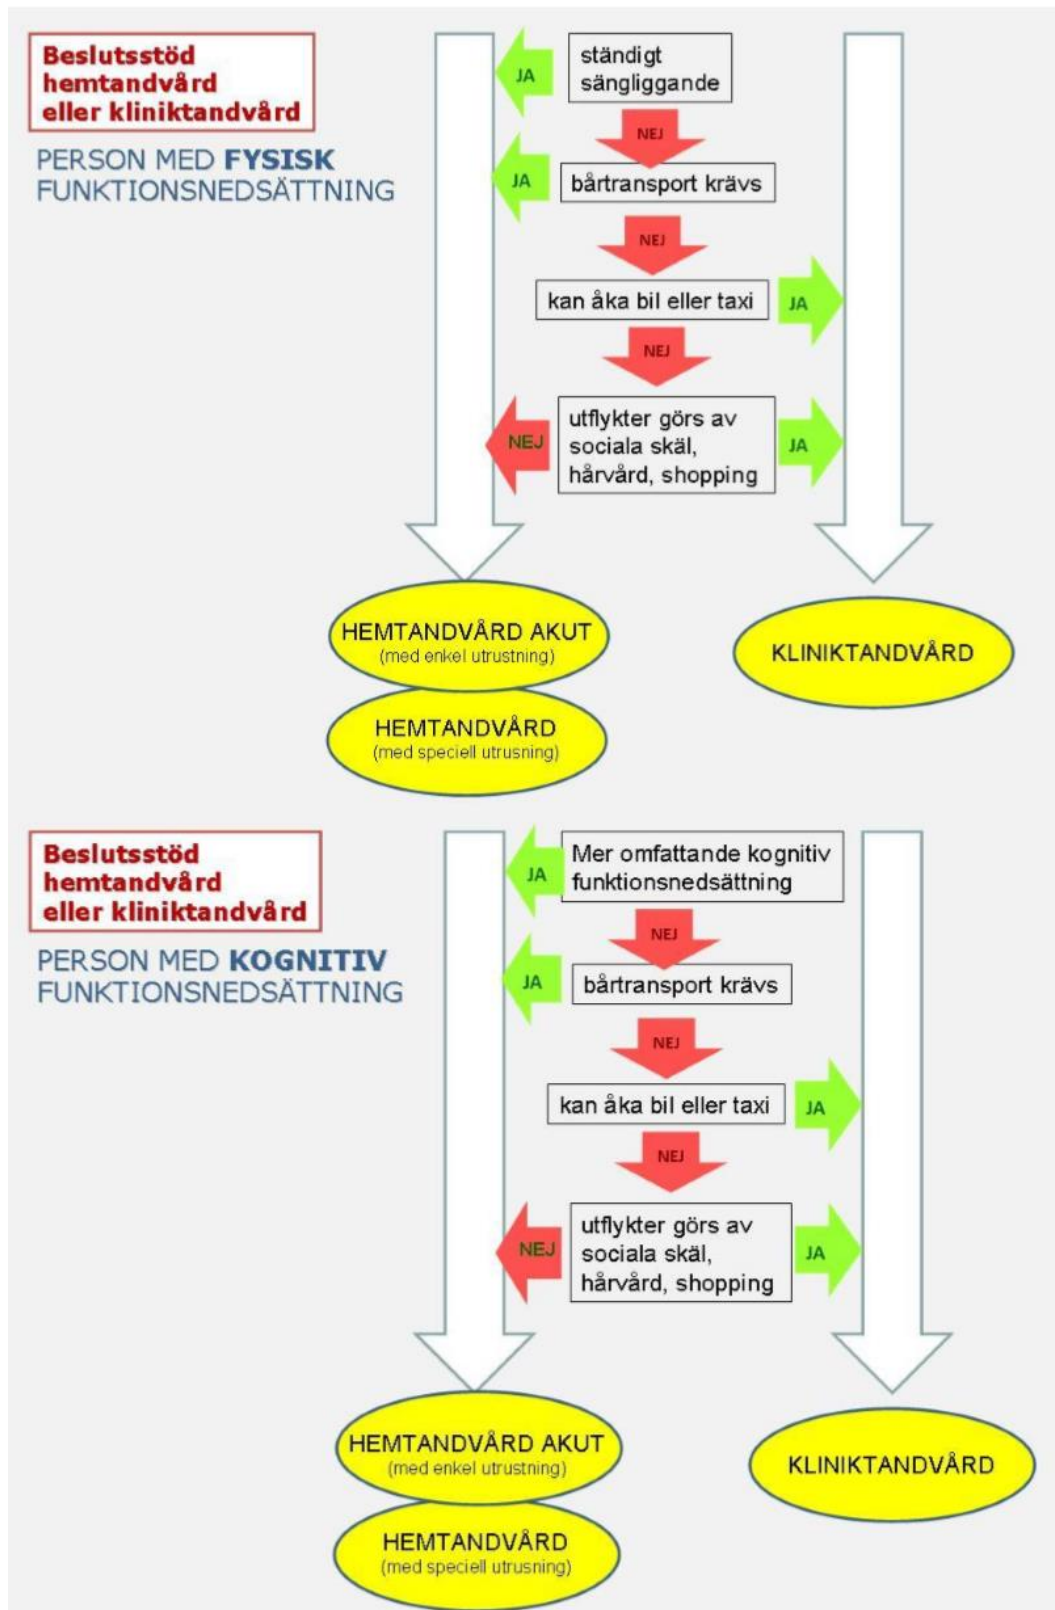 Beslutsstöd
hemtandvård
eller kliniktandvård
PERSON MED FYSISK
FUNKTIONSNEDSÄTTNING
ständigt
sängliggande
JA
NEJ
bårtransport krävs
JA
NEJ
kan åka bil eller taxi
JA
NEJ
utflykter görs av
sociala skäl,
hårvård, shopping
NEJ
JA
HEMTANDVÅRD AKUT
(med enkel utrustning)
HEMTANDVÅRD
(med speciell utrusning)
KLINIKTANDVÅRD
Beslutsstöd
hemtandvård
eller kliniktandvård
PERSON MED KOGNITIV
FUNKTIONSNEDSÄTTNING
Mer omfattande kognitiv
funktionsnedsättning
JA
NEJ
bårtransport krävs
JA
NEJ
kan åka bil eller taxi
JA
NEJ
utflykter görs av
sociala skäl,
hårvård, shopping
NEJ
JA
HEMTANDVÅRD AKUT
(med enkel utrustning)
HEMTANDVÅRD
(med speciell utrusning)
KLINIKTANDVÅRD